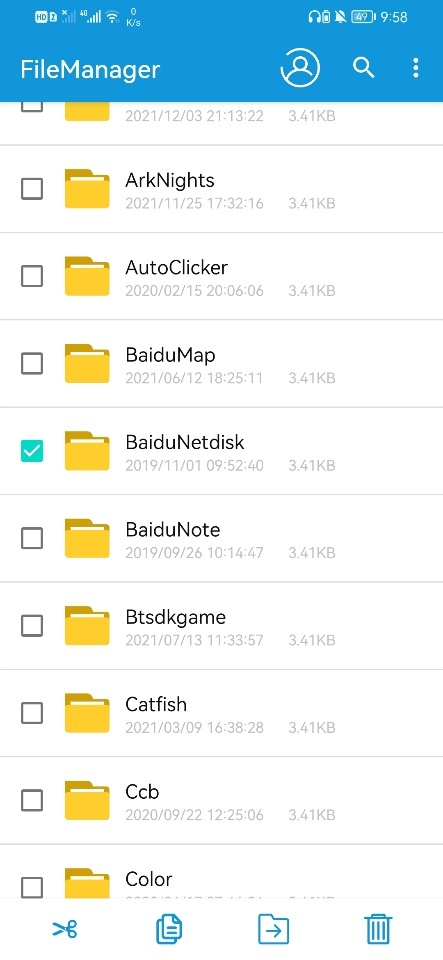 HD 2 4G 0 K/s 49 9:58
FileManager
2021/12/03 21:13:22 3.41KB
ArkNights
2021/11/25 17:32:16 3.41KB
AutoClicker
2020/02/15 20:06:06 3.41KB
BaiduMap
2021/06/12 18:25:11 3.41KB
BaiduNetdisk
2019/11/01 09:52:40 3.41KB
BaiduNote
2019/09/26 10:14:47 3.41KB
Btsdkgame
2021/07/13 11:33:57 3.41KB
Catfish
2021/03/09 16:38:28 3.41KB
Ccb
2020/09/22 12:25:06 3.41KB
Color